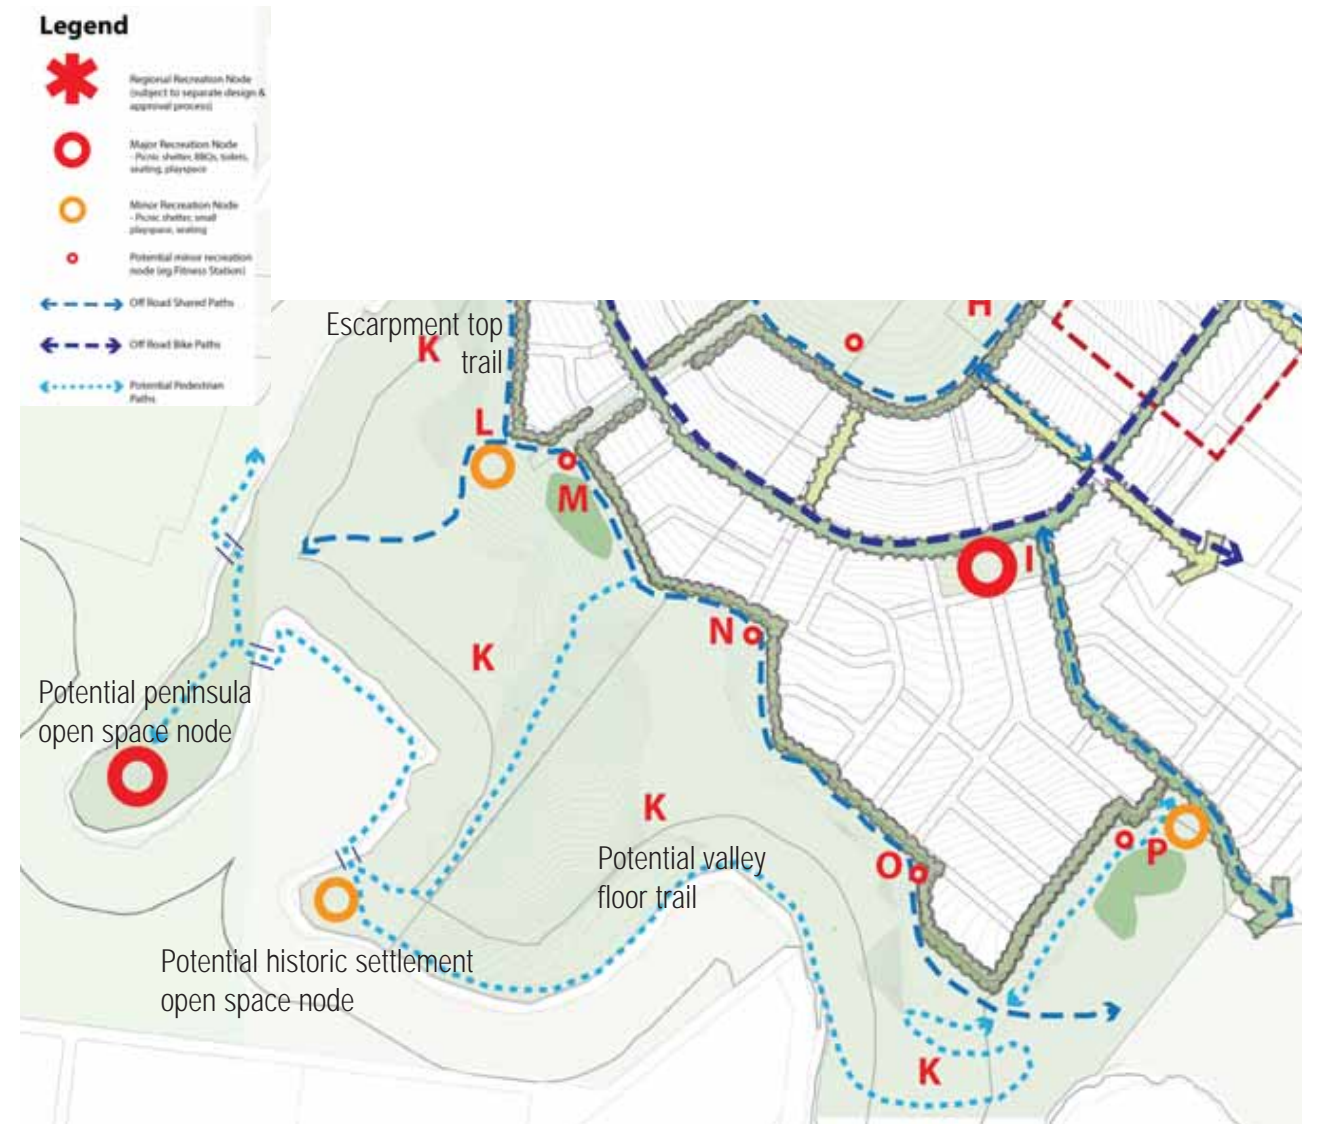 Legend
Regional Recreation Node
(subject to separate design &
approval process)
Major Recreation Node
- Picnic shelter, BBQs, toilets,
seating, playspace
Minor Recreation Node
- Picnic shelter, small
playspace, seating
Potential minor recreation
node (eg Fitness Station)
Off Road Shared Paths
Off Road Bike Paths
Potential Pedestrian
Paths
Escarpment top
trail
K
H
L
M
I
N
K
Potential peninsula
open space node
K
Potential valley
floor trail
O
P
Potential historic settlement
open space node
K